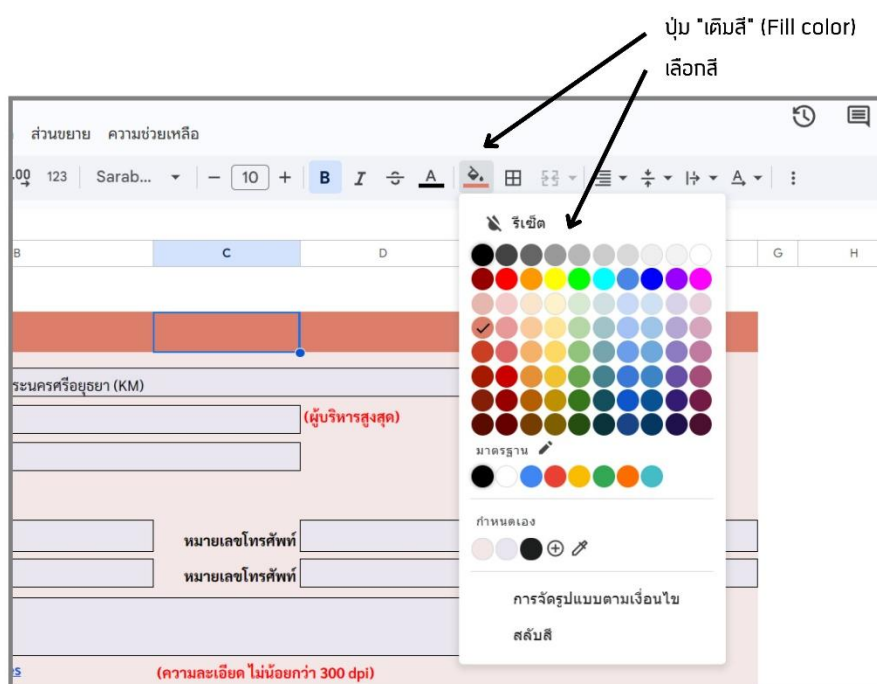 ปุ่ม "เติมสี" (Fill color)
เลือกสี
ส่วนขยาย ความช่วยเหลือ
.00 123 Sarab... − 10 + B I S A A
รีเซ็ต
B C D G H
ระนครศรีอยุธยา (KM)
(ผู้บริหารสูงสุด)
มาตรฐาน
กำหนดเอง
หมายเลขโทรศัพท์
หมายเลขโทรศัพท์
การจัดรูปแบบตามเงื่อนไข
สลับสี
(ความละเอียด ไม่น้อยกว่า 300 dpi)